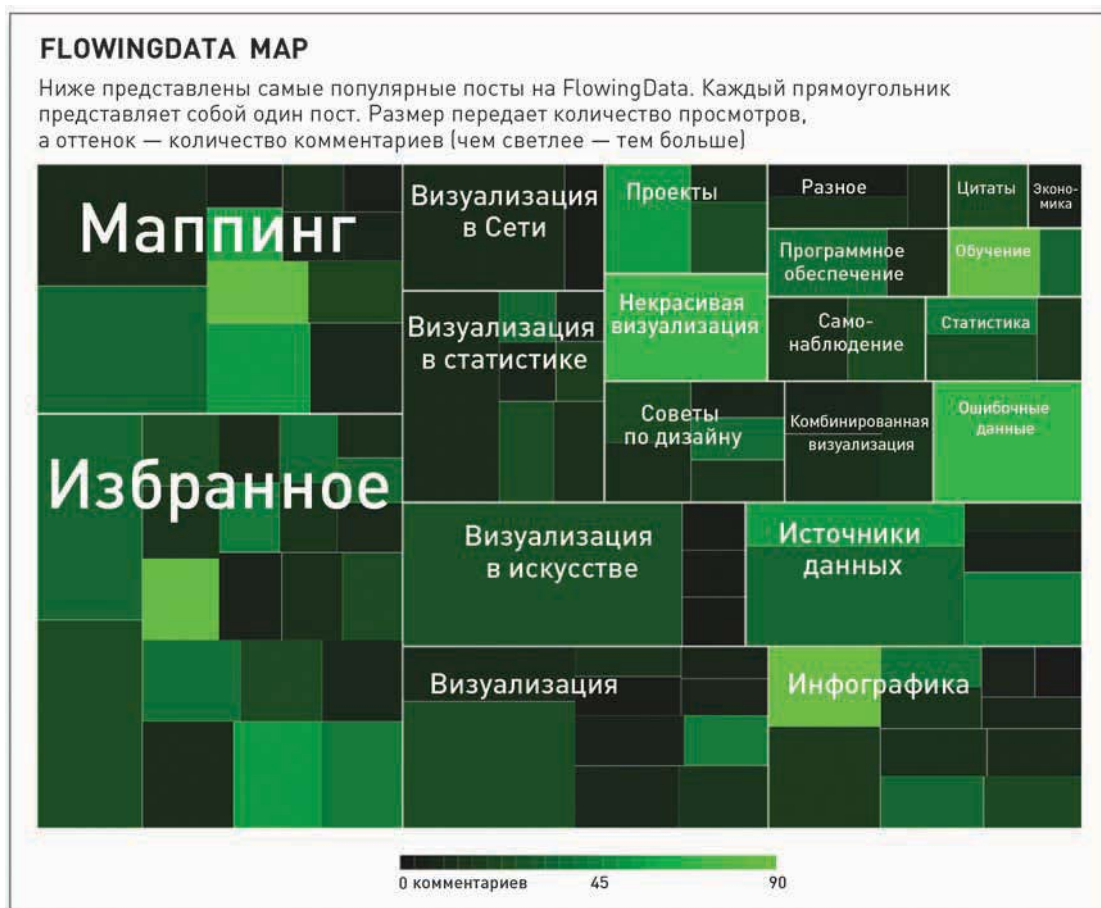 FLOWINGDATA MAP
Ниже представлены самые популярные посты на FlowingData. Каждый прямоугольник
представляет собой один пост. Размер передает количество просмотров,
а оттенок — количество комментариев (чем светлее — тем больше)
Маппинг
Визуализация
в Сети
Проекты
Разное
Цитаты
Эконо-
мика
Программное
обеспечение
Обучение
Визуализация
в статистике
Некрасивая
визуализация
Само-
наблюдение
Статистика
Избранное
Советы
по дизайну
Комбинированная
визуализация
Ошибочные
данные
Визуализация
в искусстве
Источники
данных
Визуализация
Инфографика
0 комментариев
45
90